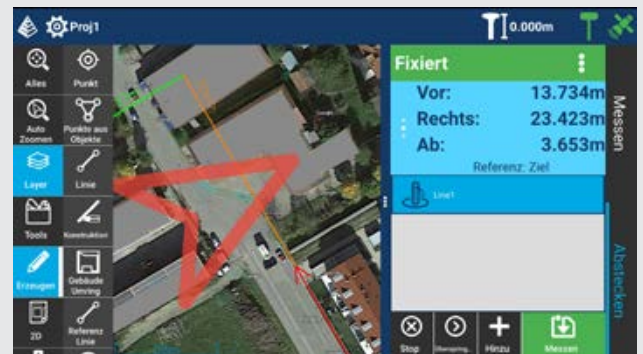 Proj1
0.000m
Alles
Punkt
Auto Zoomen
Punkte aus Objekte
Layer
Linie
Tools
Konstruktion
Erzeugen
Gebäude Umring
2D
Referenz Linie
Fixiert
Vor: 13.734m
Rechts: 23.423m
Ab: 3.653m
Referenz: Ziel
Line1
Stop
Hinzu
Messen
Messen
Abstecken